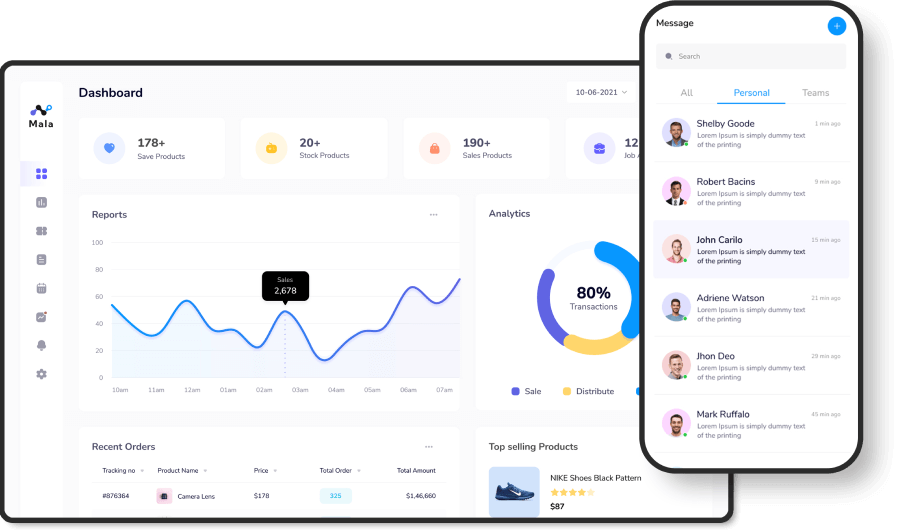 Mala
Dashboard
10-06-2021
178+
Save Products
20+
Stock Products
190+
Sales Products
12
Job A
Reports
100
80
60
40
20
0
Sales
2,678
10am 11am 12am 01am 02am 03am 04am 05am 06am 07am
Analytics
80%
Transactions
Sale
Distribute
Recent Orders
Tracking no Product Name Price Total Order Total Amount
#876364 Camera Lens $178 325 $1,46,660
Top selling Products
NIKE Shoes Black Pattern
$87
Message
Search
All Personal Teams
Shelby Goode 1 min ago
Lorem Ipsum is simply dummy text
of the printing
Robert Bacins 9 min ago
Lorem Ipsum is simply dummy text
of the printing
John Carilo 15 min ago
Lorem Ipsum is simply dummy text
of the printing
Adriene Watson 21 min ago
Lorem Ipsum is simply dummy text
of the printing
Jhon Deo 29 min ago
Lorem Ipsum is simply dummy text
of the printing
Mark Ruffalo 45 min ago
Lorem Ipsum is simply dummy text
of the printing